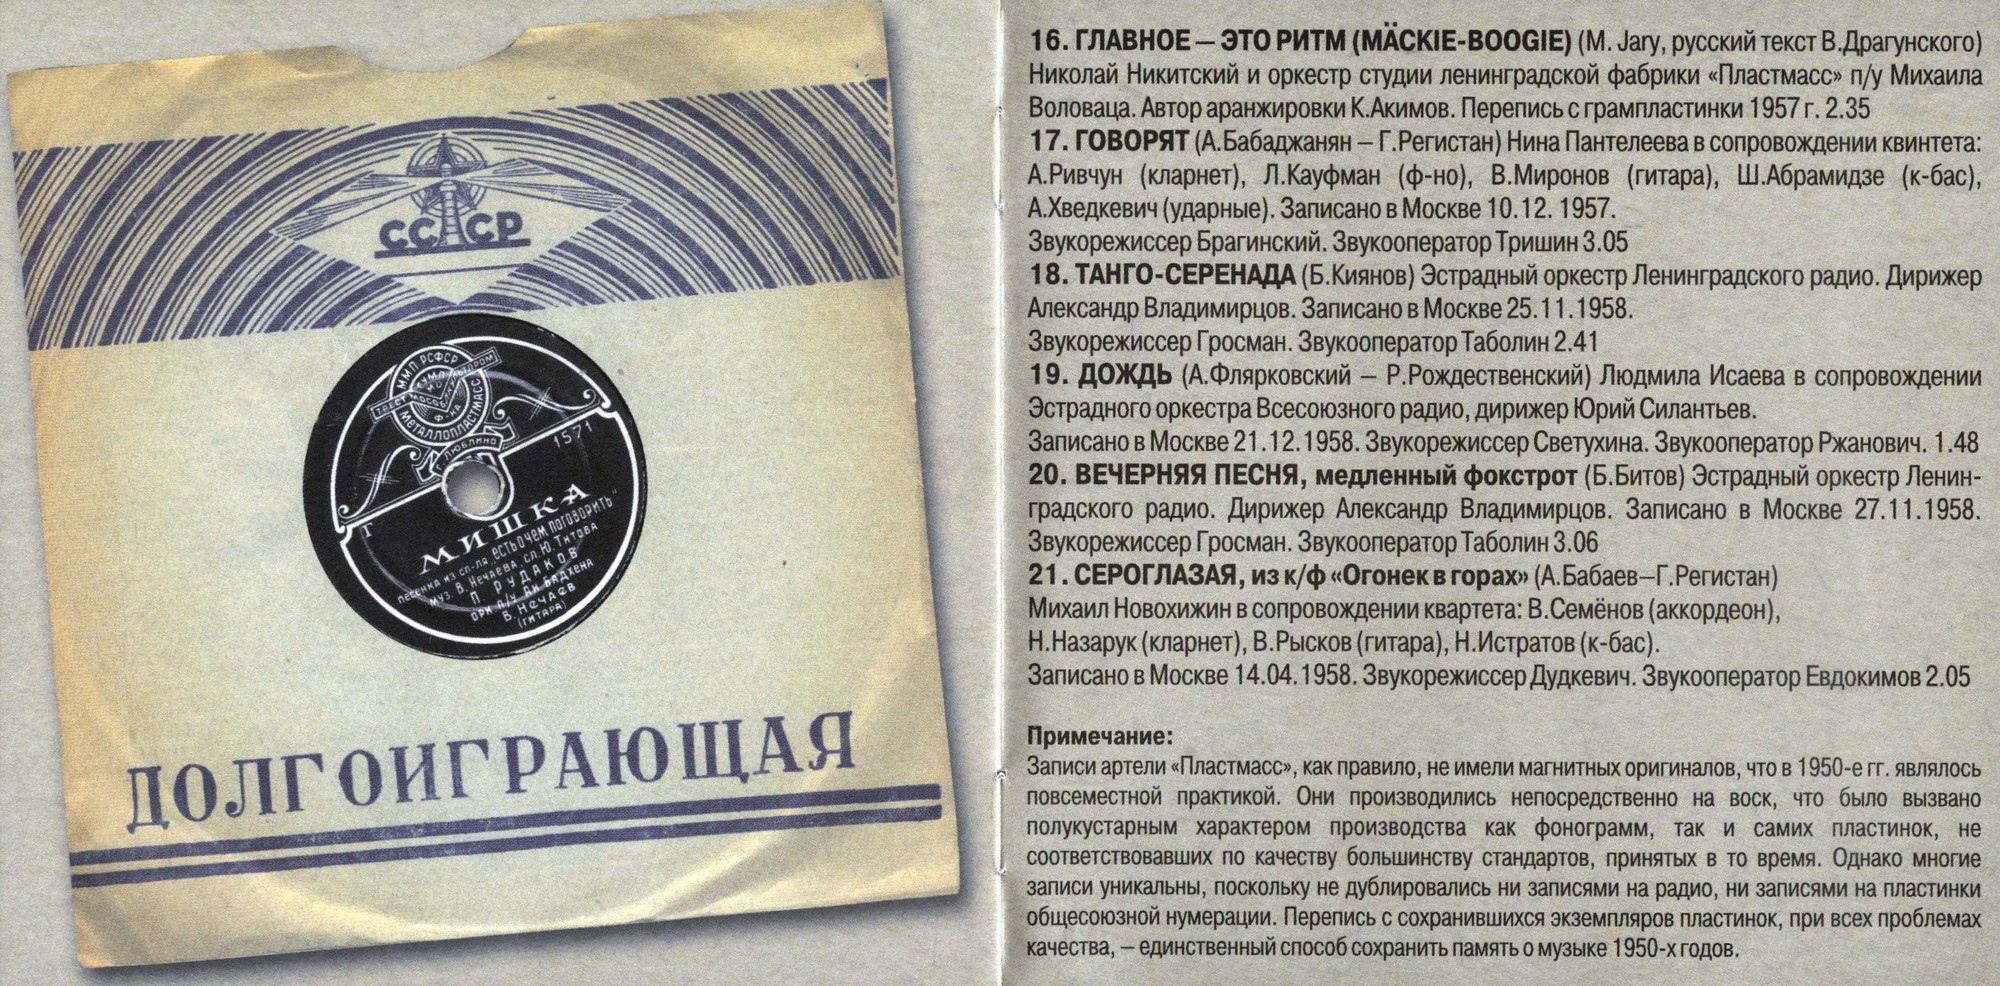 СССР
ММП РСФСР
ГУМП
ТРЕСТ МОСОБЛКУЛЬТПРОМ
Ф-КА
МЕТАЛЛОПЛАСТМАСС
Г. ЛЮБЛИНО
1571
Г
МИШКА
ПЕСЕНКА ИЗ СП-ЛЯ „ЕСТЬ О ЧЕМ ПОГОВОРИТЬ"
МУЗ. В. НЕЧАЕВА, СЛ. Ю. ТИТОВА
П. РУДАКОВ
ОРК П/У АН. БАДХЕНА
В. НЕЧАЕВ
(ГИТАРА)
ДОЛГОИГРАЮЩАЯ
16. ГЛАВНОЕ – ЭТО РИТМ (MÄCKIE-BOOGIE) (M. Jary, русский текст В.Драгунского)
Николай Никитский и оркестр студии ленинградской фабрики «Пластмасс» п/у Михаила
Воловаца. Автор аранжировки К.Акимов. Перепись с грампластинки 1957 г. 2.35
17. ГОВОРЯТ (А.Бабаджанян – Г.Регистан) Нина Пантелеева в сопровождении квинтета:
А.Ривчун (кларнет), Л.Кауфман (ф-но), В.Миронов (гитара), Ш.Абрамидзе (к-бас),
А.Хведкевич (ударные). Записано в Москве 10.12. 1957.
Звукорежиссер Брагинский. Звукооператор Тришин 3.05
18. ТАНГО-СЕРЕНАДА (Б.Киянов) Эстрадный оркестр Ленинградского радио. Дирижер
Александр Владимирцов. Записано в Москве 25.11.1958.
Звукорежиссер Гросман. Звукооператор Таболин 2.41
19. ДОЖДЬ (А.Флярковский – Р.Рождественский) Людмила Исаева в сопровождении
Эстрадного оркестра Всесоюзного радио, дирижер Юрий Силантьев.
Записано в Москве 21.12.1958. Звукорежиссер Светухина. Звукооператор Ржанович. 1.48
20. ВЕЧЕРНЯЯ ПЕСНЯ, медленный фокстрот (Б.Битов) Эстрадный оркестр Ленин-
градского радио. Дирижер Александр Владимирцов. Записано в Москве 27.11.1958.
Звукорежиссер Гросман. Звукооператор Таболин 3.06
21. СЕРОГЛАЗАЯ, из к/ф «Огонек в горах» (А.Бабаев–Г.Регистан)
Михаил Новохижин в сопровождении квартета: В.Семёнов (аккордеон),
Н.Назарук (кларнет), В.Рысков (гитара), Н.Истратов (к-бас).
Записано в Москве 14.04.1958. Звукорежиссер Дудкевич. Звукооператор Евдокимов 2.05
Примечание:
Записи артели «Пластмасс», как правило, не имели магнитных оригиналов, что в 1950-е гг. являлось
повсеместной практикой. Они производились непосредственно на воск, что было вызвано
полукустарным характером производства как фонограмм, так и самих пластинок, не
соответствовавших по качеству большинству стандартов, принятых в то время. Однако многие
записи уникальны, поскольку не дублировались ни записями на радио, ни записями на пластинки
общесоюзной нумерации. Перепись с сохранившихся экземпляров пластинок, при всех проблемах
качества, – единственный способ сохранить память о музыке 1950-х годов.